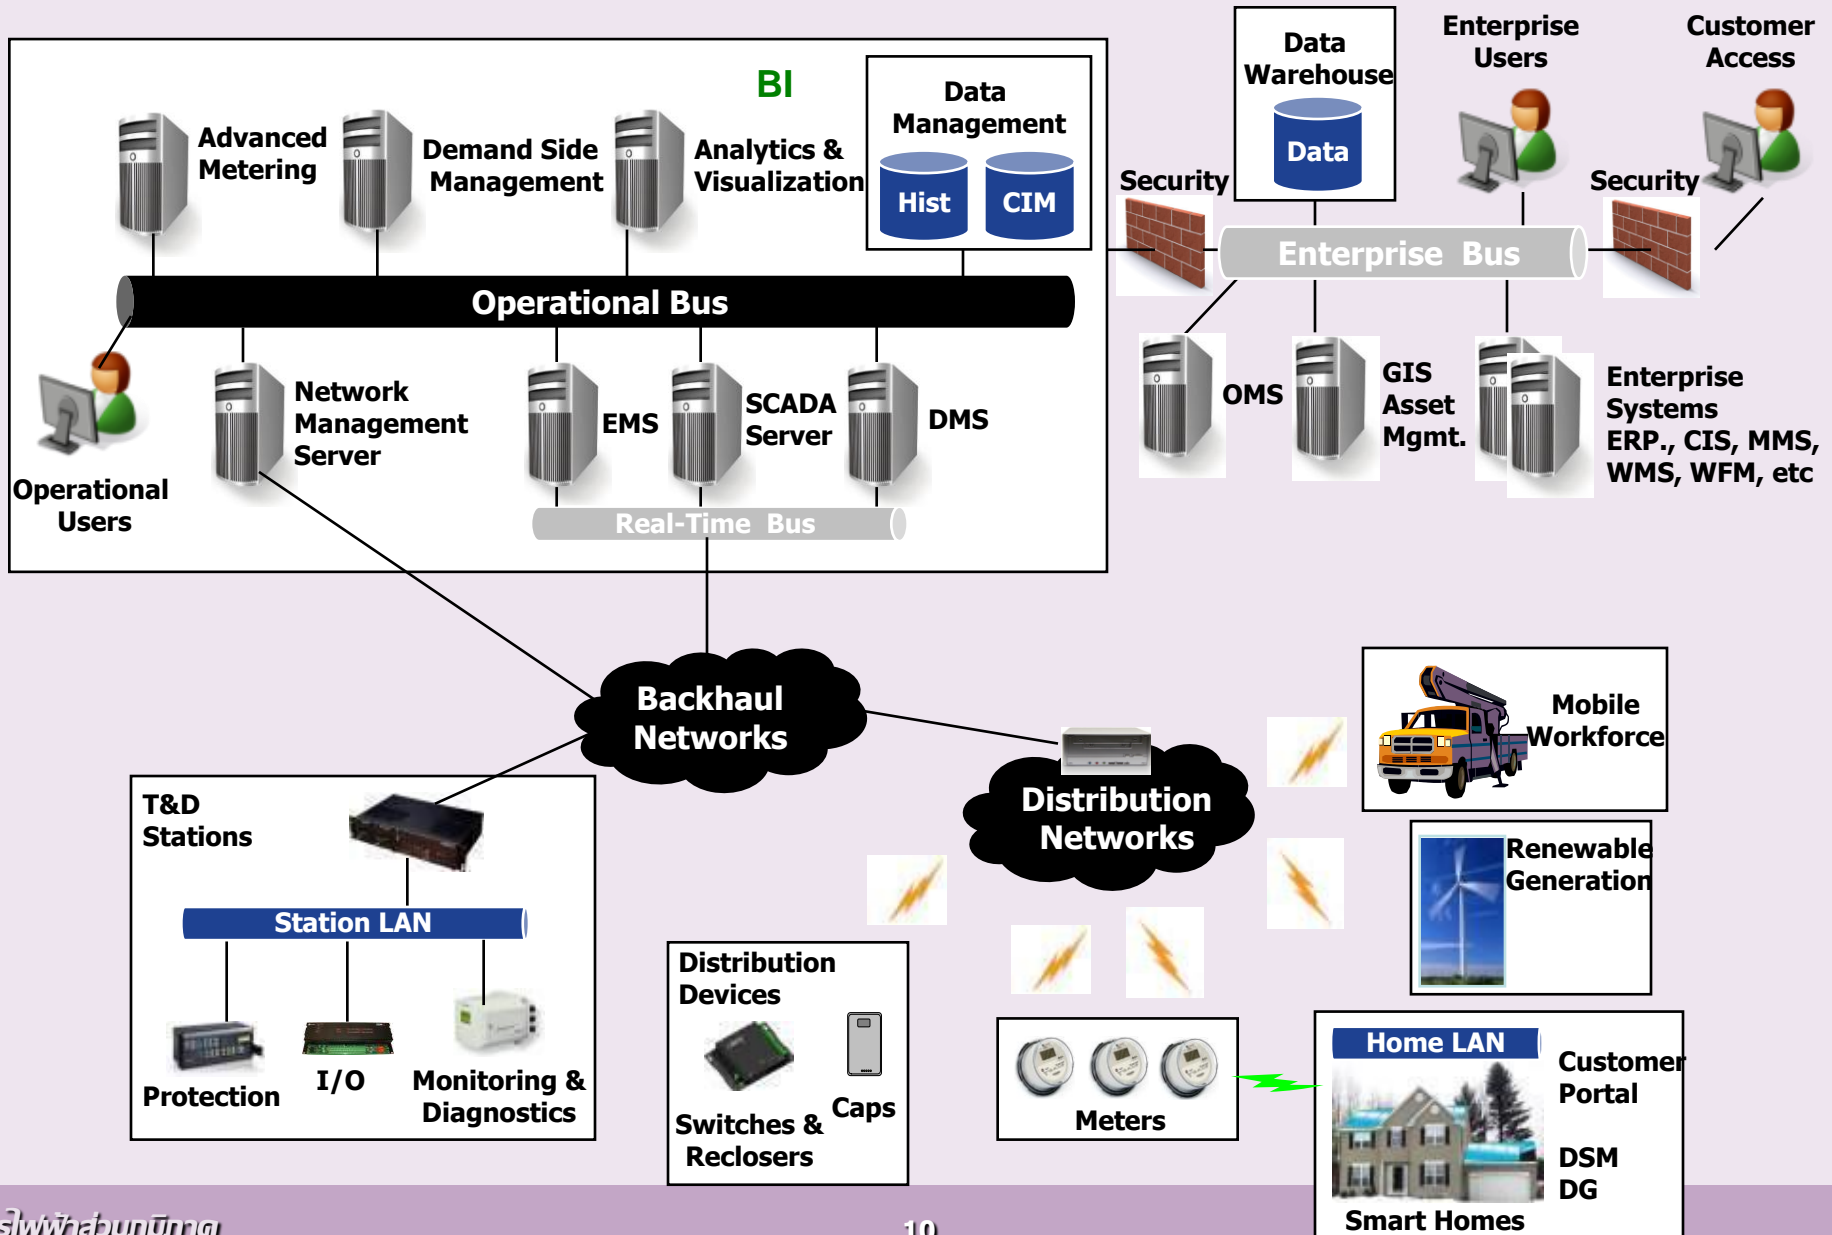 BI
Advanced
Metering
Demand Side
Management
Analytics &
Visualization
Data
Management
Hist
CIM
Data
Warehouse
Data
Enterprise
Users
Customer
Access
Security
Security
Enterprise Bus
Operational Bus
Operational
Users
Network
Management
Server
EMS
SCADA
Server
DMS
Real-Time Bus
OMS
GIS
Asset
Mgmt.
Enterprise
Systems
ERP., CIS, MMS,
WMS, WFM, etc
Backhaul
Networks
Distribution
Networks
Mobile
Workforce
Renewable
Generation
T&D
Stations
Station LAN
Protection
I/O
Monitoring &
Diagnostics
Distribution
Devices
Switches &
Reclosers
Caps
Meters
Home LAN
Customer
Portal
DSM
DG
Smart Homes
10